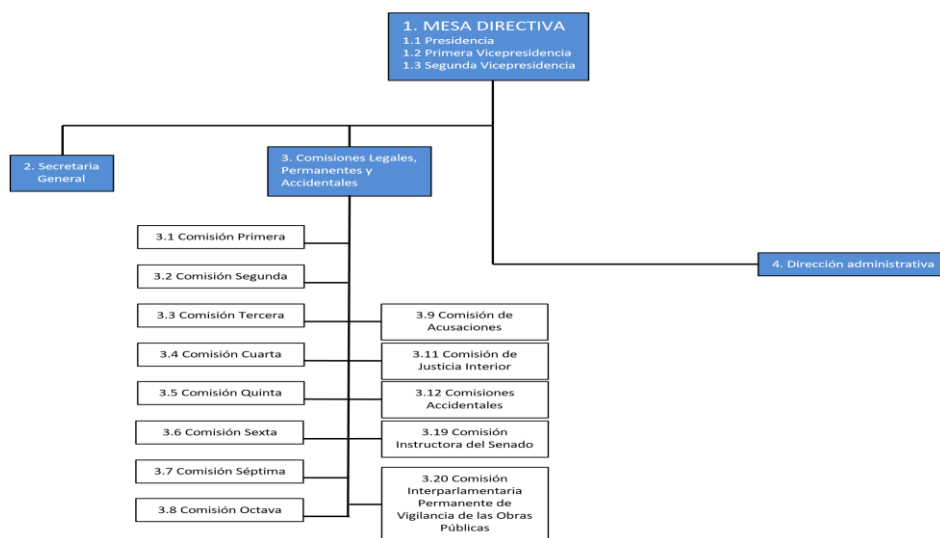 1. MESA DIRECTIVA
1.1 Presidencia
1.2 Primera Vicepresidencia
1.3 Segunda Vicepresidencia
2. Secretaria
General
3. Comisiones Legales,
Permanentes y
Accidentales
4. Dirección administrativa
3.1 Comisión Primera
3.2 Comisión Segunda
3.3 Comisión Tercera
3.4 Comisión Cuarta
3.5 Comisión Quinta
3.6 Comisión Sexta
3.7 Comisión Séptima
3.8 Comisión Octava
3.9 Comisión de
Acusaciones
3.11 Comisión de
Justicia Interior
3.12 Comisiones
Accidentales
3.19 Comisión
Instructora del Senado
3.20 Comisión
Interparlamentaria
Permanente de
Vigilancia de las Obras
Públicas